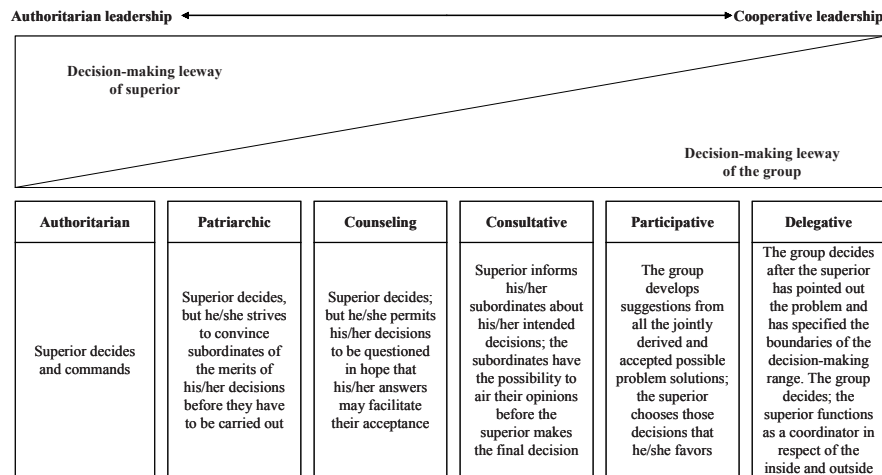 Authoritarian leadership
Cooperative leadership
Decision-making leeway
of superior
Decision-making leeway
of the group
Authoritarian
Superior decides
and commands
Patriarchic
Superior decides,
but he/she strives
to convince
subordinates of
the merits of
his/her decisions
before they have
to be carried out
Counseling
Superior decides;
but he/she permits
his/her decisions
to be questioned
in hope that
his/her answers
may facilitate
their acceptance
Consultative
Superior informs
his/her
subordinates about
his/her intended
decisions; the
subordinates have
the possibility to
air their opinions
before the
superior makes
the final decision
Participative
The group
develops
suggestions from
all the jointly
derived and
accepted possible
problem solutions;
the superior
chooses those
decisions that
he/she favors
Delegative
The group decides
after the superior
has pointed out
the problem and
has specified the
boundaries of the
decision-making
range. The group
decides; the
superior functions
as a coordinator in
respect of the
inside and outside